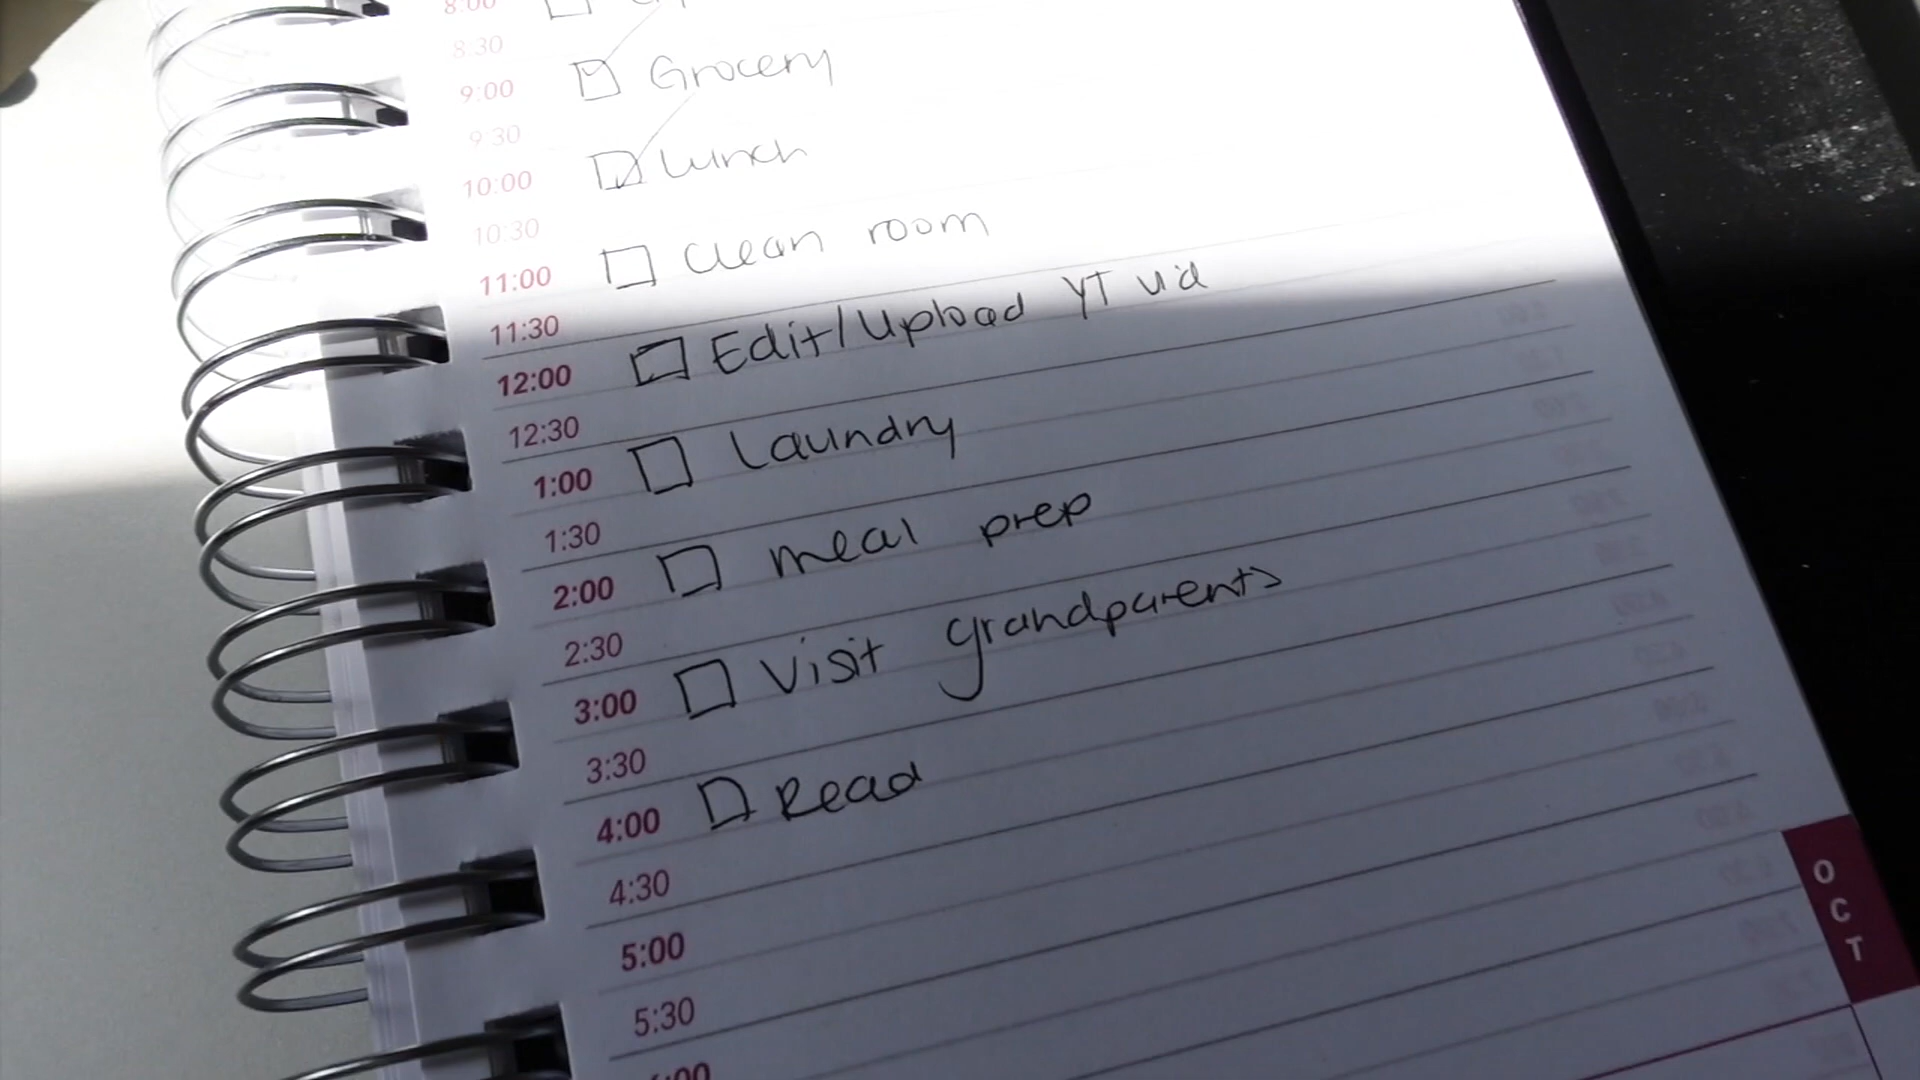 8:00
8:30
9:00 Grocery
9:30
10:00 Lunch
10:30
11:00 Clean room
11:30
12:00 Edit/Upload YT vid
12:30
1:00 Laundry
1:30
2:00 meal prep
2:30
3:00 Visit grandparents
3:30
4:00 Read
4:30
5:00
5:30
OCT